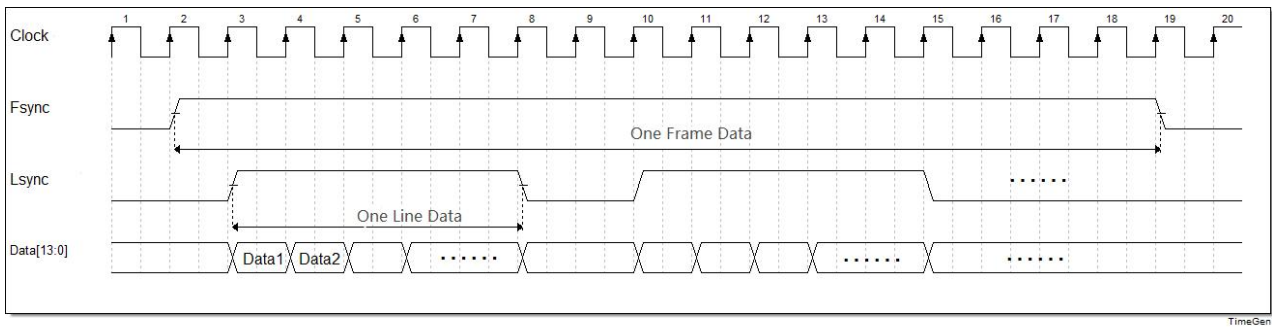 1 2 3 4 5 6 7 8 9 10 11 12 13 14 15 16 17 18 19 20
Clock
Fsync
One Frame Data
Lsync
One Line Data
Data[13:0]
Data1 Data2
TimeGen